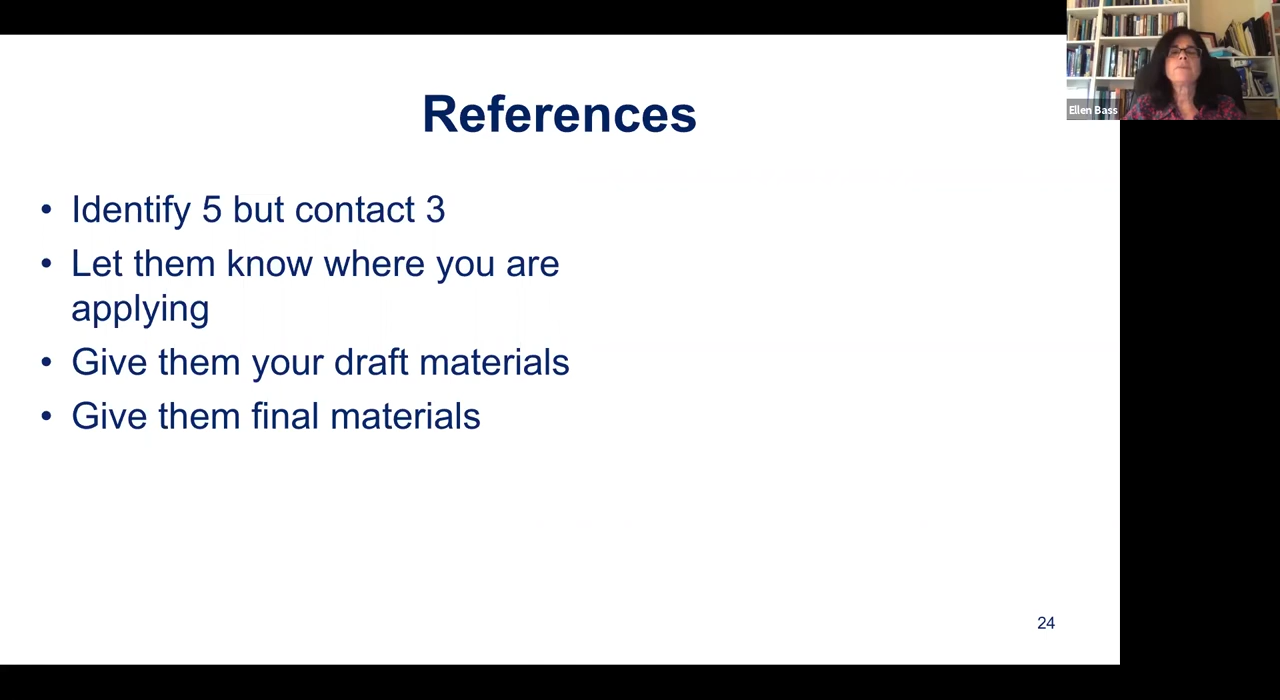 References
• Identify 5 but contact 3
• Let them know where you are
applying
• Give them your draft materials
• Give them final materials
24
Ellen Bass